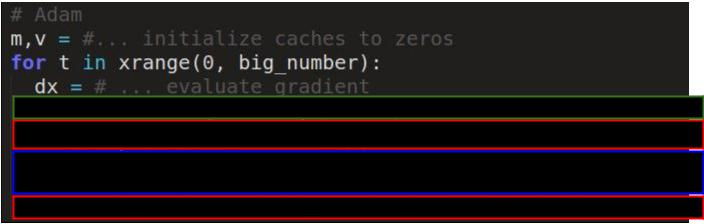 # Adam
m,v = #... initialize caches to zeros
for t in xrange(0, big_number):
dx = # ... evaluate gradient